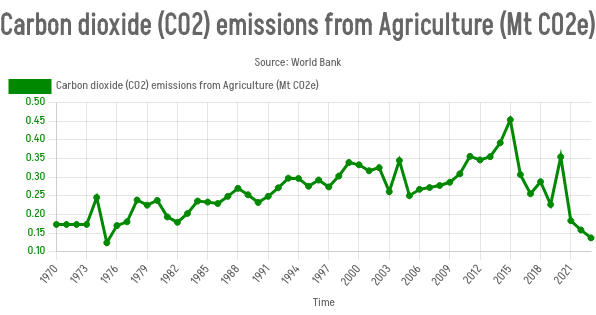 Carbon dioxide (CO2) emissions from Agriculture (Mt CO2e)
Source: World Bank
Carbon dioxide (CO2) emissions from Agriculture (Mt CO2e)
0.50
0.45
0.40
0.35
0.30
0.25
0.20
0.15
0.10
1970 1973 1976 1979 1982 1985 1988 1991 1994 1997 2000 2003 2006 2009 2012 2015 2018 2021
Time